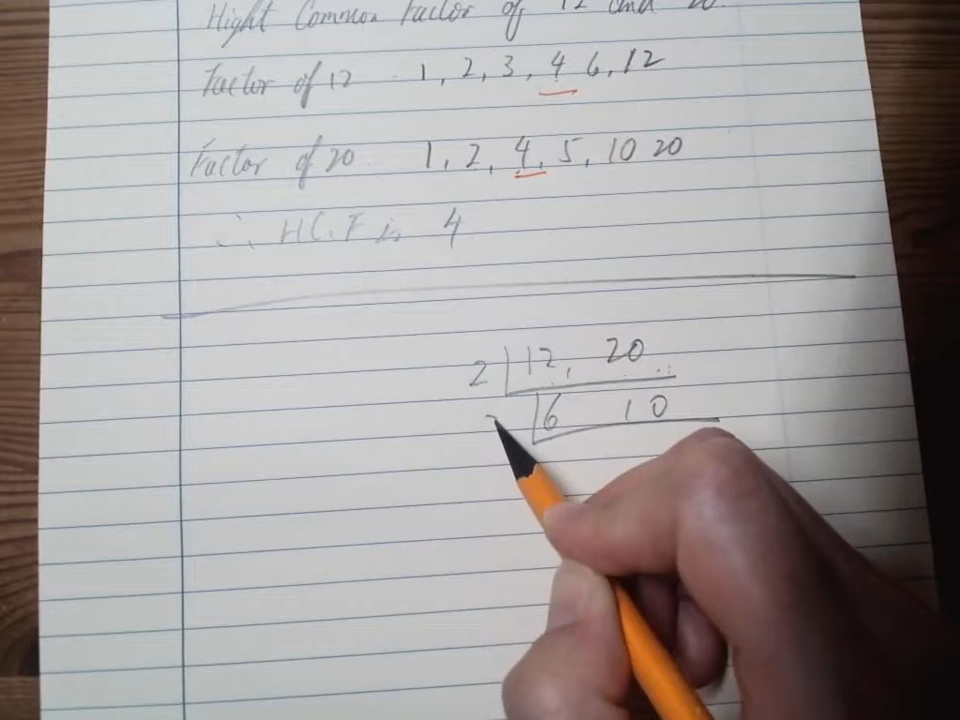 Hight Common Factor of 12 and 20
Factor of 12 1, 2, 3, 4 6, 12
Factor of 20 1, 2, 4, 5, 10 20
∴ H.C.F is 4
2 12, 20
6 10